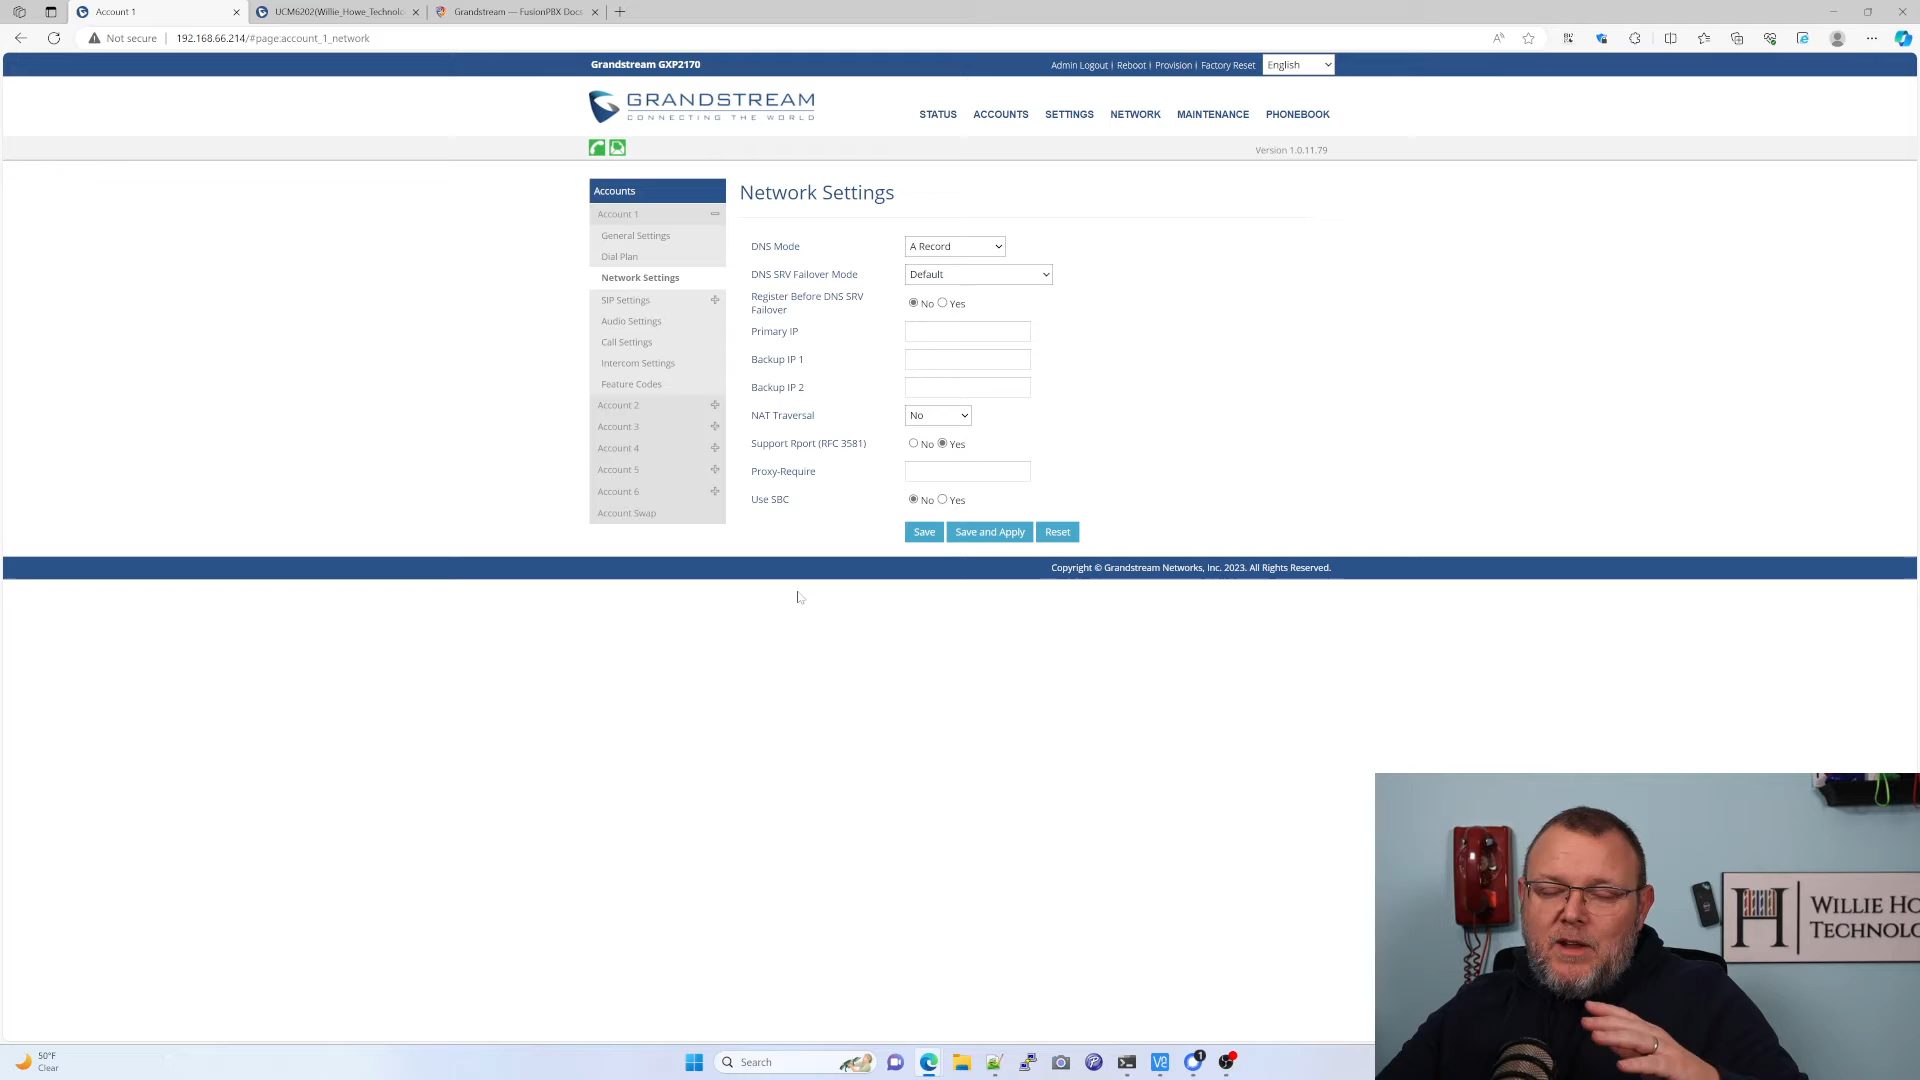 Account 1
UCM6202(Willie_Howe_Technolo
Grandstream — FusionPBX Docs
Not secure
192.168.66.214/#page:account_1_network
Grandstream GXP2170
Admin Logout | Reboot | Provision | Factory Reset
English
GRANDSTREAM
CONNECTING THE WORLD
STATUS
ACCOUNTS
SETTINGS
NETWORK
MAINTENANCE
PHONEBOOK
Version 1.0.11.79
Accounts
Account 1
General Settings
Dial Plan
Network Settings
SIP Settings
Audio Settings
Call Settings
Intercom Settings
Feature Codes
Account 2
Account 3
Account 4
Account 5
Account 6
Account Swap
Network Settings
DNS Mode
A Record
DNS SRV Failover Mode
Default
Register Before DNS SRV
Failover
No Yes
Primary IP
Backup IP 1
Backup IP 2
NAT Traversal
No
Support Rport (RFC 3581)
No Yes
Proxy-Require
Use SBC
No Yes
Save
Save and Apply
Reset
Copyright © Grandstream Networks, Inc. 2023. All Rights Reserved.
WILLIE HO
TECHNOLO
50°F
Clear
Search
1